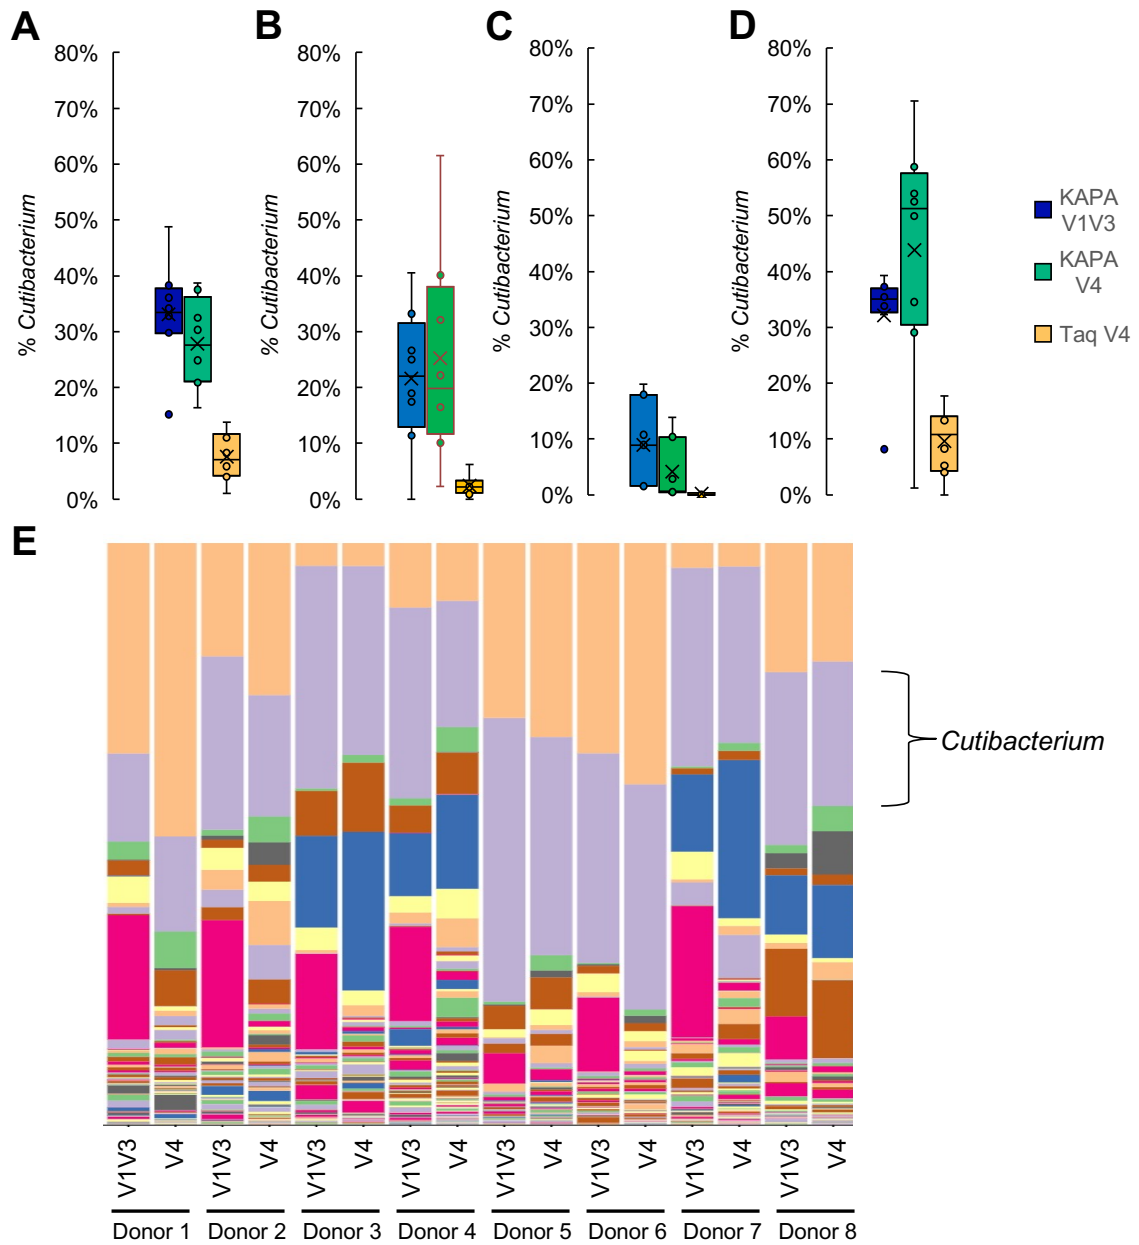 A
B
C
D
80%
70%
60%
50%
40%
30%
20%
10%
0%
% Cutibacterium
80%
70%
60%
50%
40%
30%
20%
10%
0%
% Cutibacterium
80%
70%
60%
50%
40%
30%
20%
10%
0%
% Cutibacterium
80%
70%
60%
50%
40%
30%
20%
10%
0%
% Cutibacterium
KAPA
V1V3
KAPA
V4
Taq V4
E
Cutibacterium
V1V3
V4
V1V3
V4
V1V3
V4
V1V3
V4
V1V3
V4
V1V3
V4
V1V3
V4
V1V3
V4
Donor 1
Donor 2
Donor 3
Donor 4
Donor 5
Donor 6
Donor 7
Donor 8